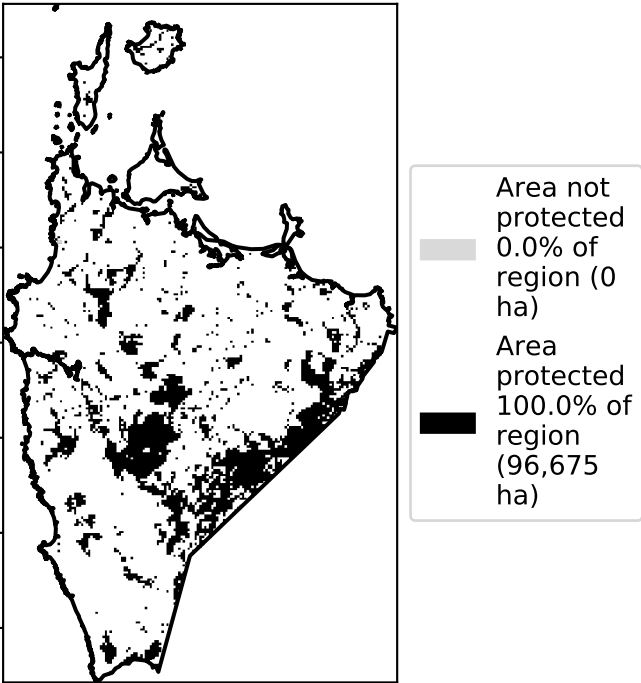 Area not
protected
0.0% of
region (0
ha)
Area
protected
100.0% of
region
(96,675
ha)